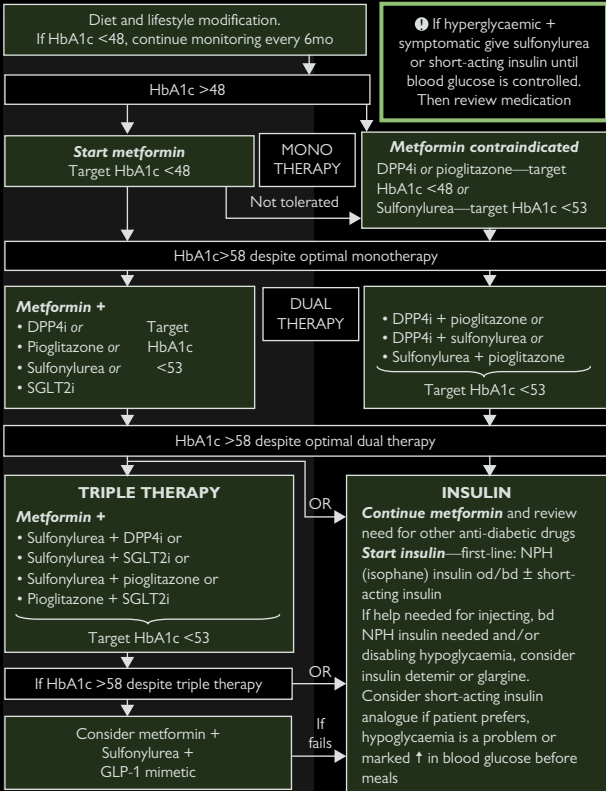 Diet and lifestyle modification.
If HbA1c <48, continue monitoring every 6mo
! If hyperglycaemic +
symptomatic give sulfonylurea
or short-acting insulin until
blood glucose is controlled.
Then review medication
HbA1c >48
Start metformin
Target HbA1c <48
MONO
THERAPY
Metformin contraindicated
DPP4i or pioglitazone—target
HbA1c <48 or
Sulfonylurea—target HbA1c <53
Not tolerated
HbA1c>58 despite optimal monotherapy
Metformin +
• DPP4i or
• Pioglitazone or
• Sulfonylurea or
• SGLT2i
Target
HbA1c
<53
DUAL
THERAPY
• DPP4i + pioglitazone or
• DPP4i + sulfonylurea or
• Sulfonylurea + pioglitazone
Target HbA1c <53
HbA1c >58 despite optimal dual therapy
TRIPLE THERAPY
Metformin +
• Sulfonylurea + DPP4i or
• Sulfonylurea + SGLT2i or
• Sulfonylurea + pioglitazone or
• Pioglitazone + SGLT2i
Target HbA1c <53
OR
INSULIN
Continue metformin and review
need for other anti-diabetic drugs
Start insulin—first-line: NPH
(isophane) insulin od/bd ± short-
acting insulin
If help needed for injecting, bd
NPH insulin needed and/or
disabling hypoglycaemia, consider
insulin detemir or glargine.
Consider short-acting insulin
analogue if patient prefers,
hypoglycaemia is a problem or
marked ↑ in blood glucose before
meals
If HbA1c >58 despite triple therapy
OR
Consider metformin +
Sulfonylurea +
GLP-1 mimetic
If
fails